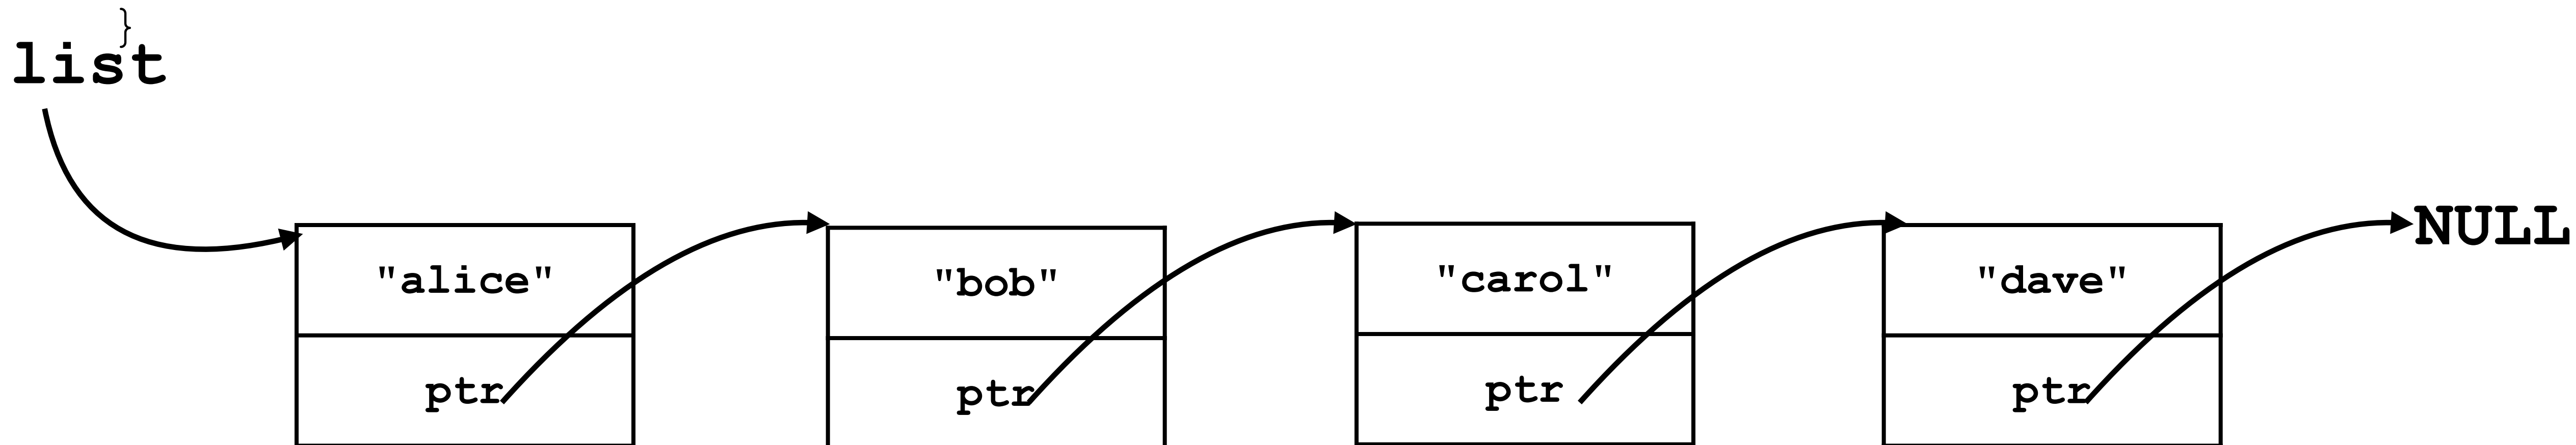 }
list
NULL
"alice" "bob" "carol" "dave"
ptr ptr ptr ptr